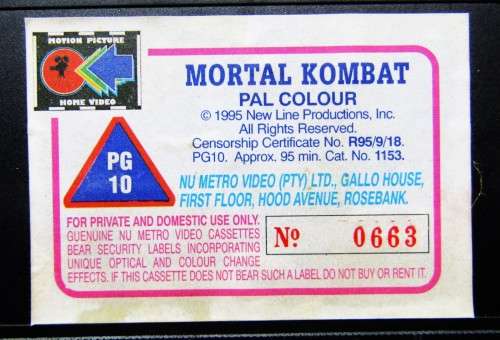 MOTION PICTURE
HOME VIDEO
MORTAL KOMBAT
PAL COLOUR
© 1995 New Line Productions, Inc.
All Rights Reserved.
Censorship Certificate No. R95/9/18.
PG10. Approx. 95 min. Cat. No. 1153.
PG
10
NU METRO VIDEO (PTY) LTD., GALLO HOUSE,
FIRST FLOOR, HOOD AVENUE, ROSEBANK.
FOR PRIVATE AND DOMESTIC USE ONLY.
GUENUINE NU METRO VIDEO CASSETTES
BEAR SECURITY LABELS INCORPORATING
UNIQUE OPTICAL AND COLOUR CHANGE
EFFECTS. IF THIS CASSETTE DOES NOT BEAR SUCH A LABEL DO NOT BUY OR RENT IT.
Nº 0663